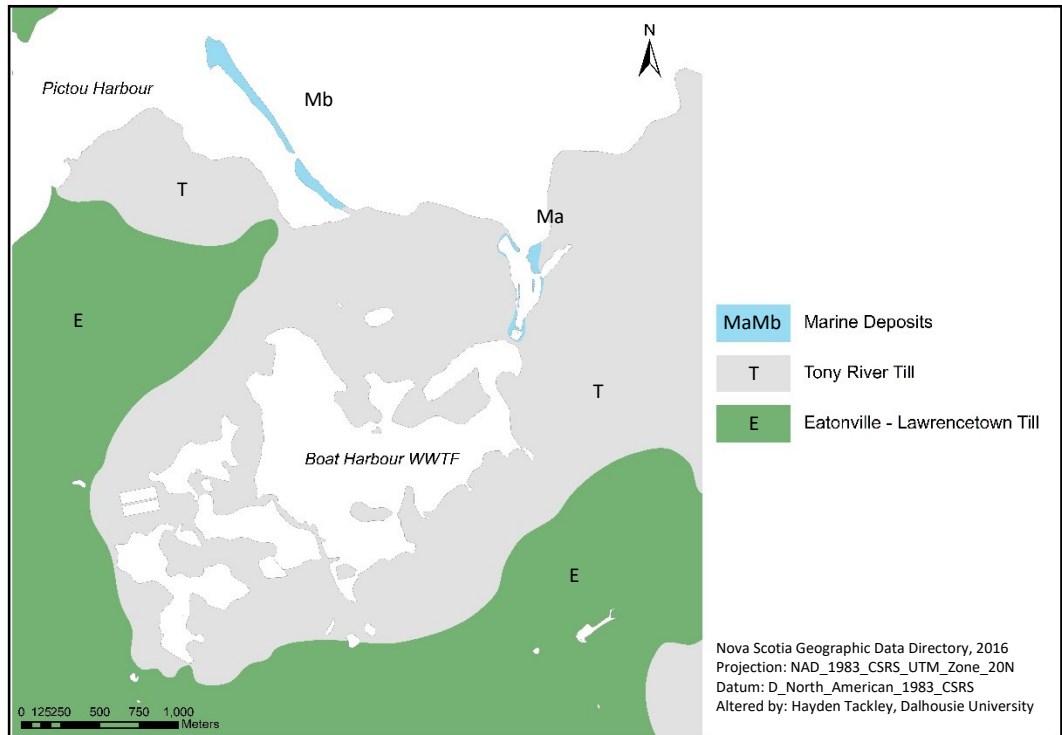 N
Pictou Harbour
Mb
T
Ma
E
T
Boat Harbour WWTF
E
MaMb Marine Deposits
T Tony River Till
E Eatonville - Lawrencetown Till
Nova Scotia Geographic Data Directory, 2016
Projection: NAD_1983_CSRS_UTM_Zone_20N
Datum: D_North_American_1983_CSRS
Altered by: Hayden Tackley, Dalhousie University
0 125250 500 750 1,000
Meters